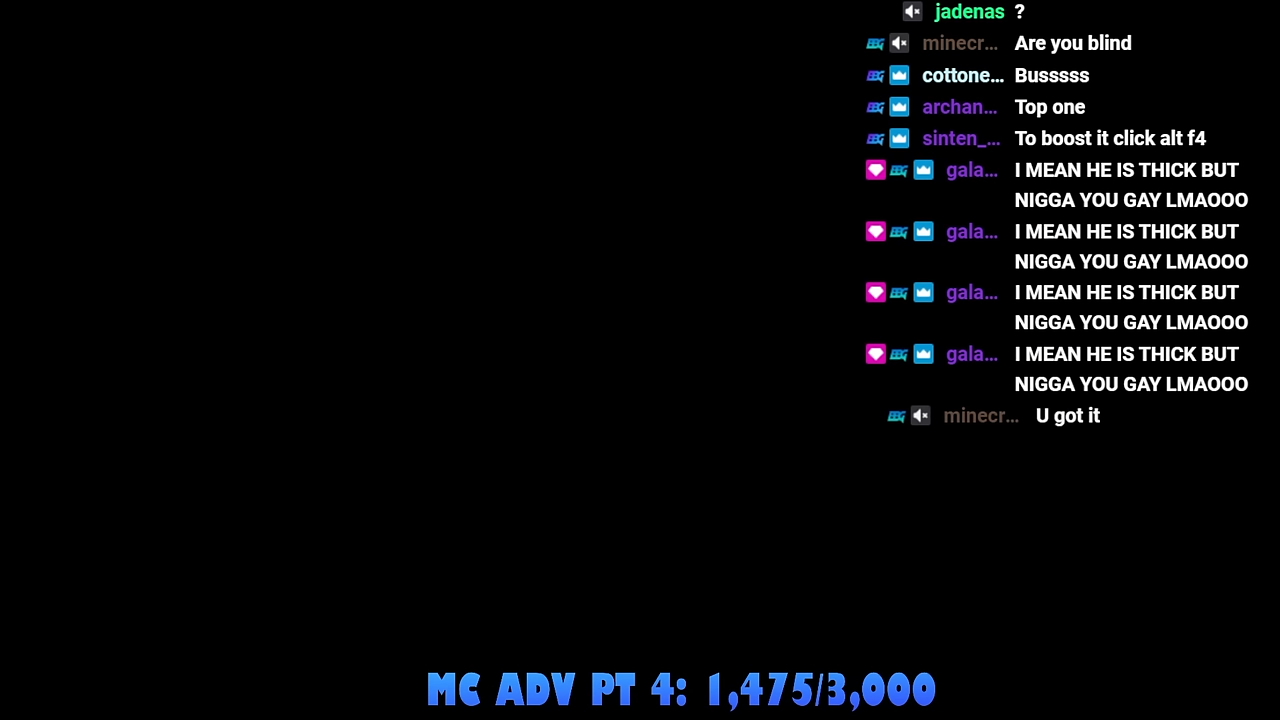 jadenas ?
minecr... Are you blind
cottone... Busssss
archan... Top one
sinten_... To boost it click alt f4
gala... I MEAN HE IS THICK BUT
NIGGA YOU GAY LMAOOO
gala... I MEAN HE IS THICK BUT
NIGGA YOU GAY LMAOOO
gala... I MEAN HE IS THICK BUT
NIGGA YOU GAY LMAOOO
gala... I MEAN HE IS THICK BUT
NIGGA YOU GAY LMAOOO
minecr... U got it
MC ADV PT 4: 1,475/3,000